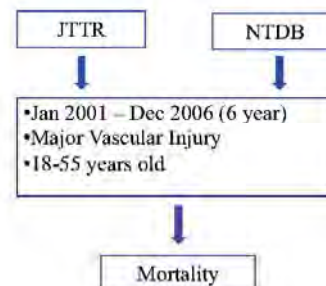 JTTR NTDB
•Jan 2001 – Dec 2006 (6 year)
•Major Vascular Injury
•18-55 years old
Mortality